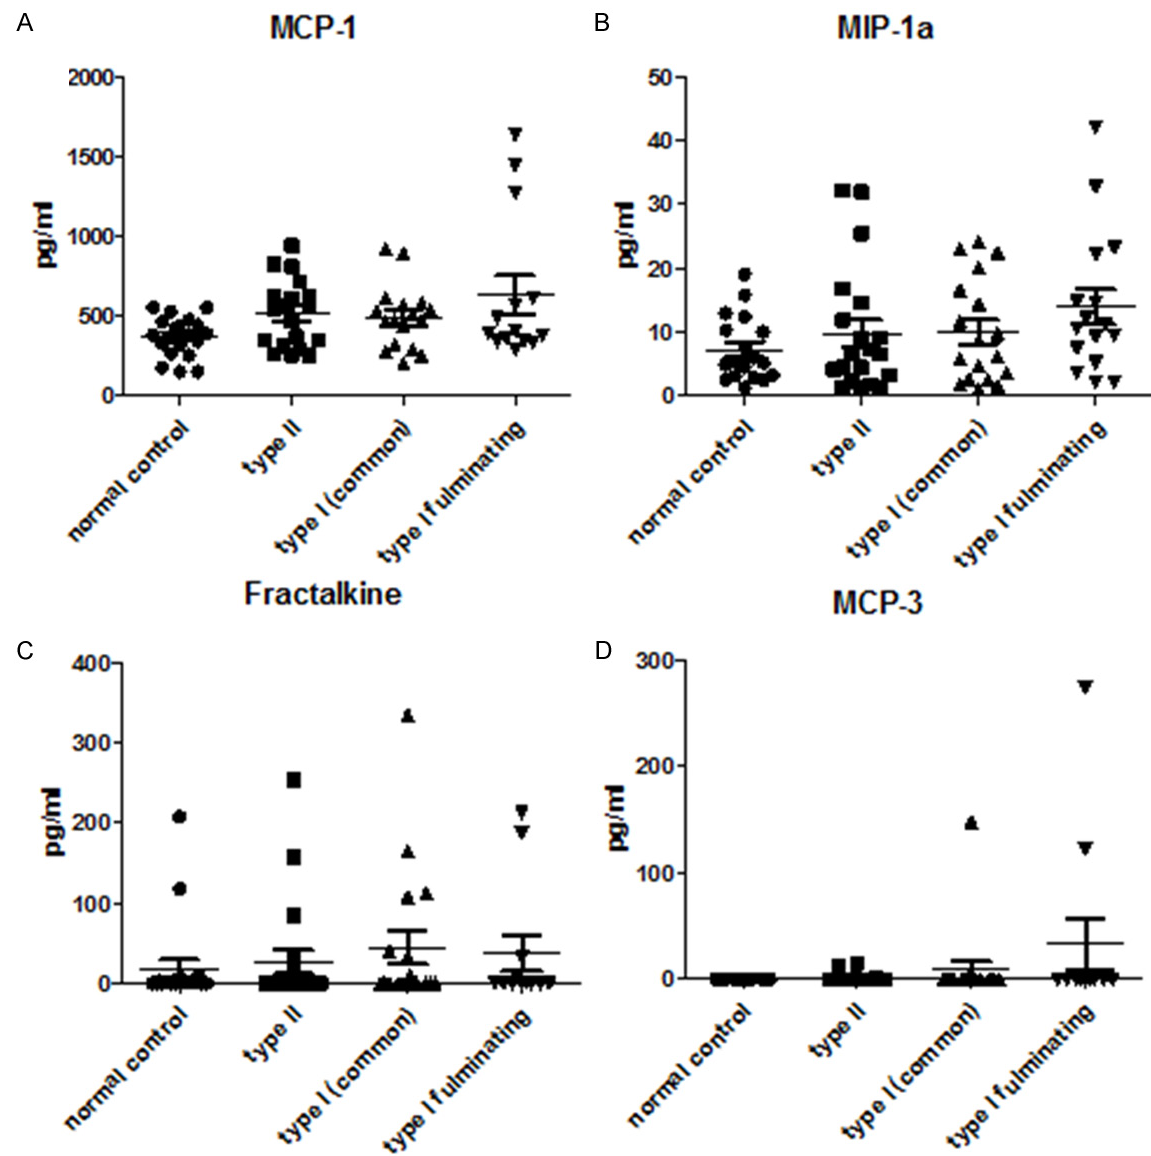 A
MCP-1
2000
1500
1000
500
0
pg/ml
normal control
type II
type I (common)
type I fulminating
B
MIP-1a
50
40
30
20
10
0
pg/ml
normal control
type II
type I (common)
type I fulminating
C
Fractalkine
400
300
200
100
0
pg/ml
normal control
type II
type I (common)
type I fulminating
D
MCP-3
300
200
100
0
pg/ml
normal control
type II
type I (common)
type I fulminating